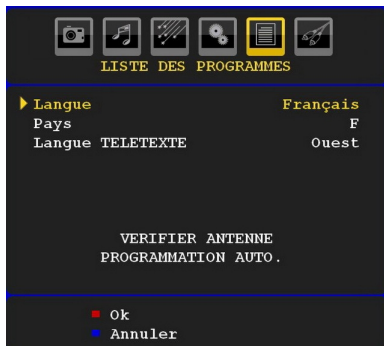 LISTE DES PROGRAMMES
Langue Français
Pays F
Langue TELETEXTE Ouest
VERIFIER ANTENNE
PROGRAMMATION AUTO.
Ok
Annuler